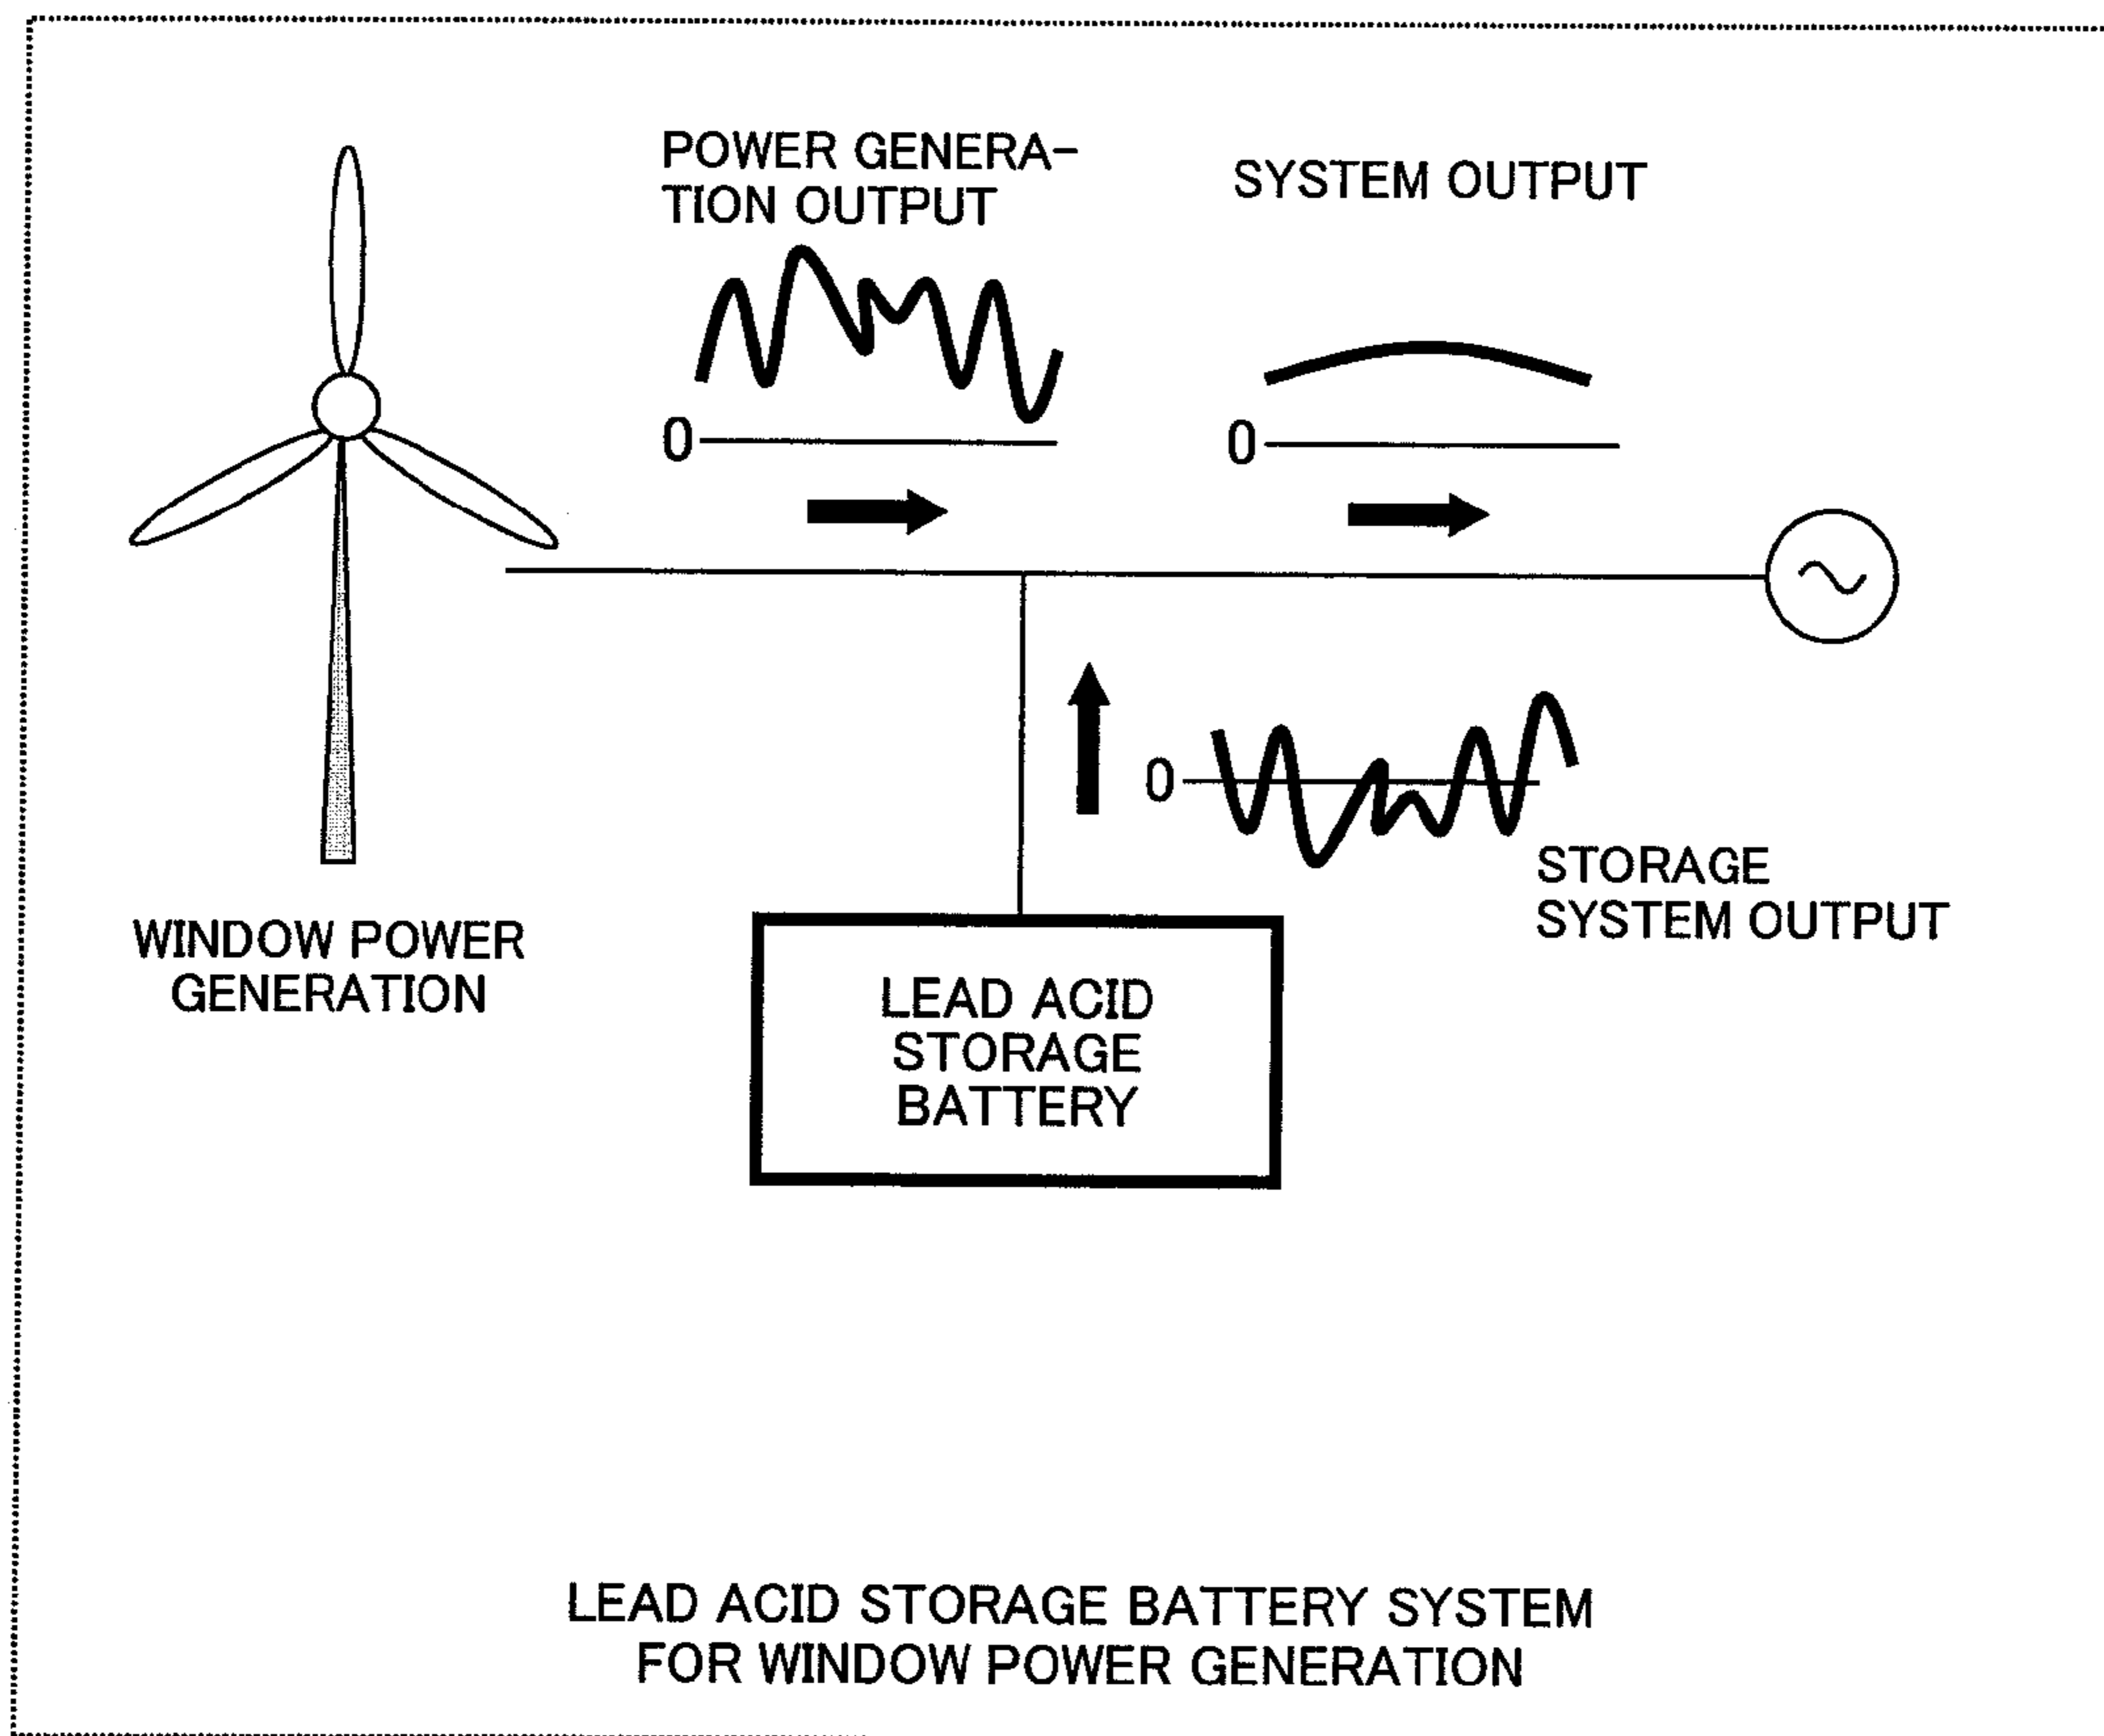 POWER GENERA-
TION OUTPUT
SYSTEM OUTPUT
0
0
0
STORAGE
SYSTEM OUTPUT
WINDOW POWER
GENERATION
LEAD ACID
STORAGE
BATTERY
LEAD ACID STORAGE BATTERY SYSTEM
FOR WINDOW POWER GENERATION